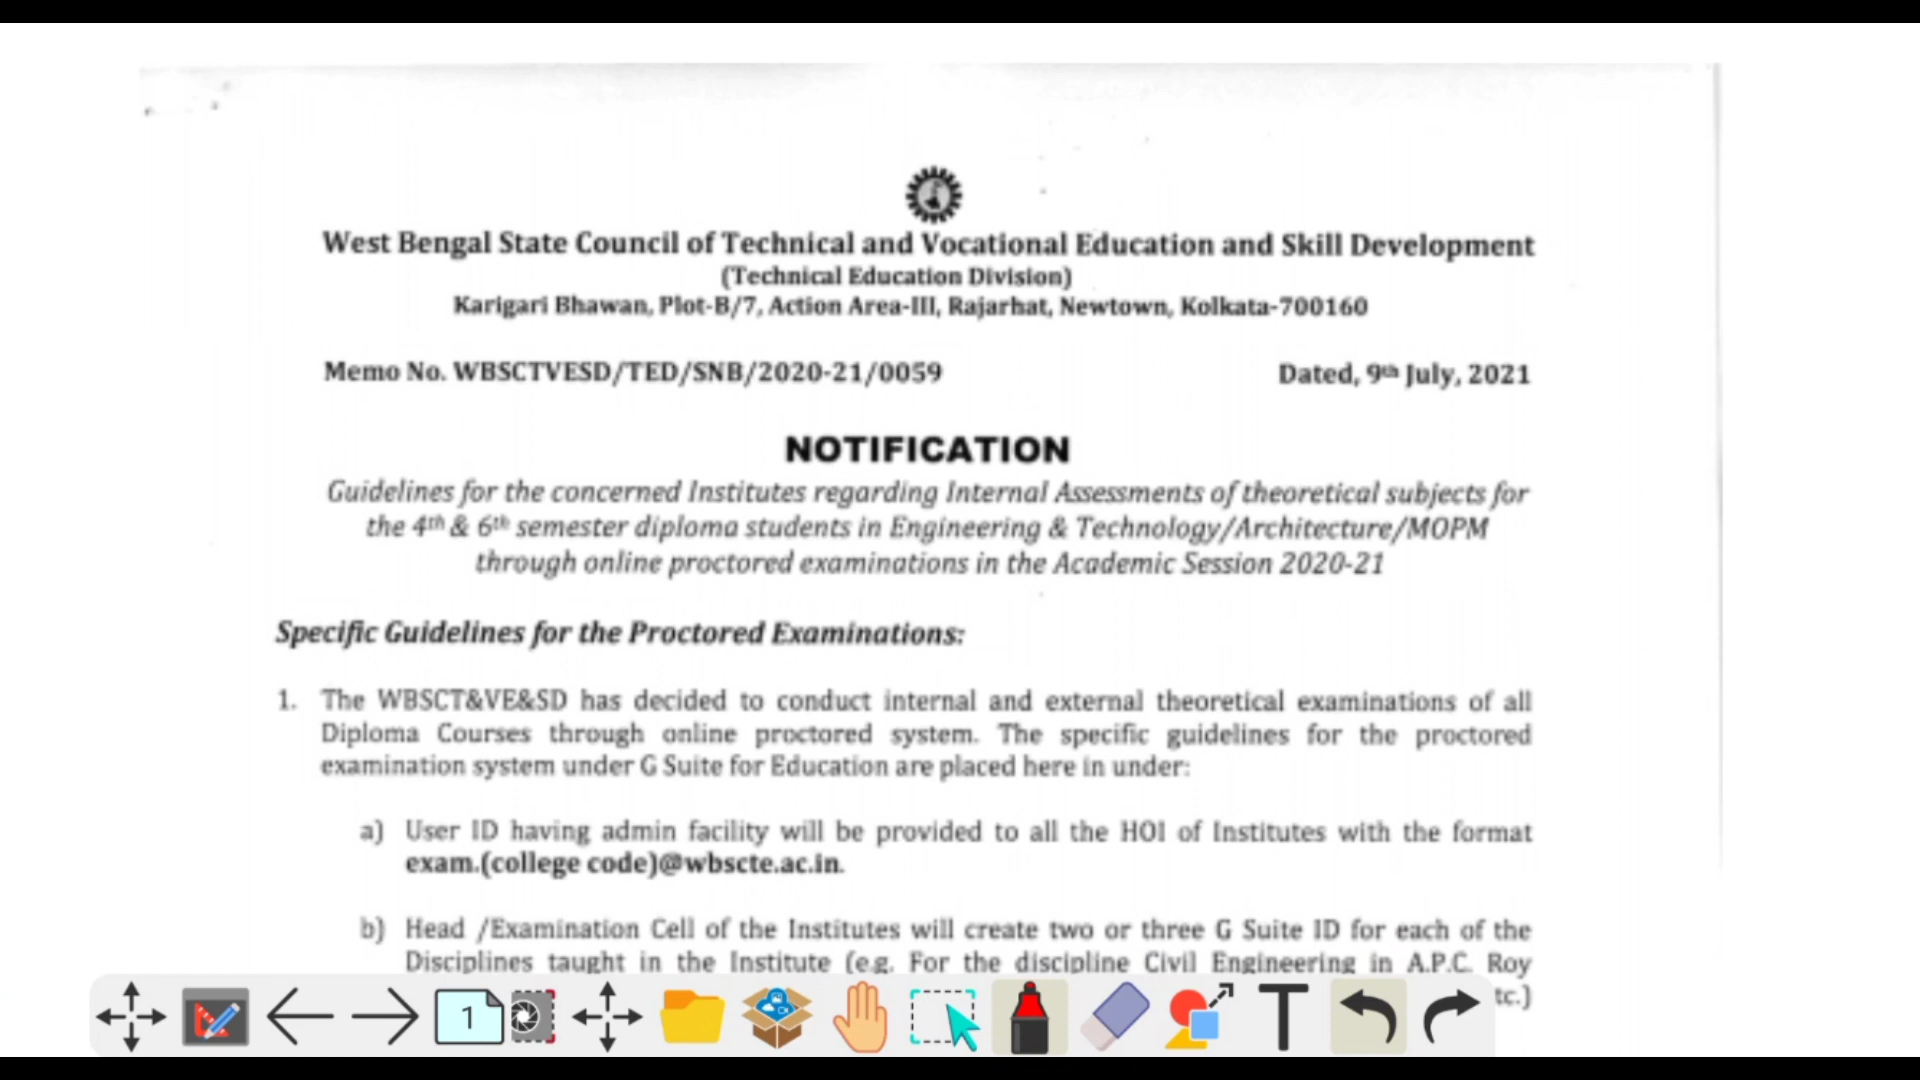 West Bengal State Council of Technical and Vocational Education and Skill Development
(Technical Education Division)
Karigari Bhawan, Plot-B/7, Action Area-III, Rajarhat, Newtown, Kolkata-700160
Memo No. WBSCTVESD/TED/SNB/2020-21/0059 Dated, 9th July, 2021
NOTIFICATION
Guidelines for the concerned Institutes regarding Internal Assessments of theoretical subjects for
the 4th & 6th semester diploma students in Engineering & Technology/Architecture/MOPM
through online proctored examinations in the Academic Session 2020-21
Specific Guidelines for the Proctored Examinations:
1. The WBSCT&VE&SD has decided to conduct internal and external theoretical examinations of all
Diploma Courses through online proctored system. The specific guidelines for the proctored
examination system under G Suite for Education are placed here in under:
a) User ID having admin facility will be provided to all the HOI of Institutes with the format
exam.(college code)@wbscte.ac.in.
b) Head /Examination Cell of the Institutes will create two or three G Suite ID for each of the
Disciplines taught in the Institute (e.g. For the discipline Civil Engineering in A.P.C. Roy
tc.)
1
T